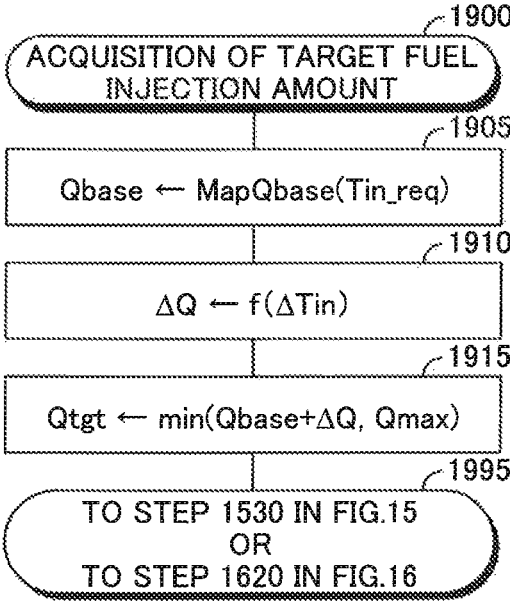 1900
ACQUISITION OF TARGET FUEL
INJECTION AMOUNT
1905
Qbase ← MapQbase(Tin_req)
1910
ΔQ ← f(ΔTin)
1915
Qtgt ← min(Qbase+ΔQ, Qmax)
1995
TO STEP 1530 IN FIG.15
OR
TO STEP 1620 IN FIG.16